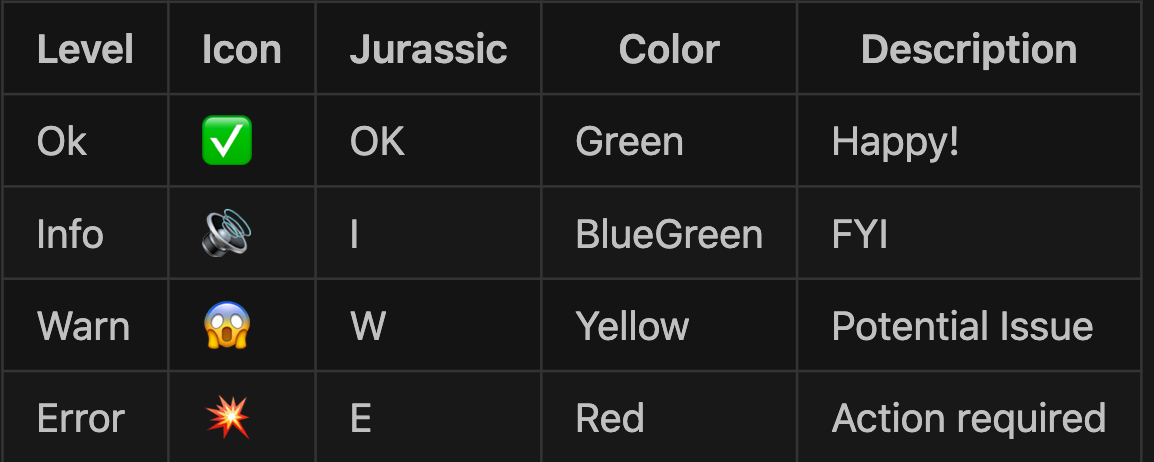 Level Icon Jurassic Color Description
Ok ✅ OK Green Happy!
Info 🔊 I BlueGreen FYI
Warn 😱 W Yellow Potential Issue
Error 💥 E Red Action required